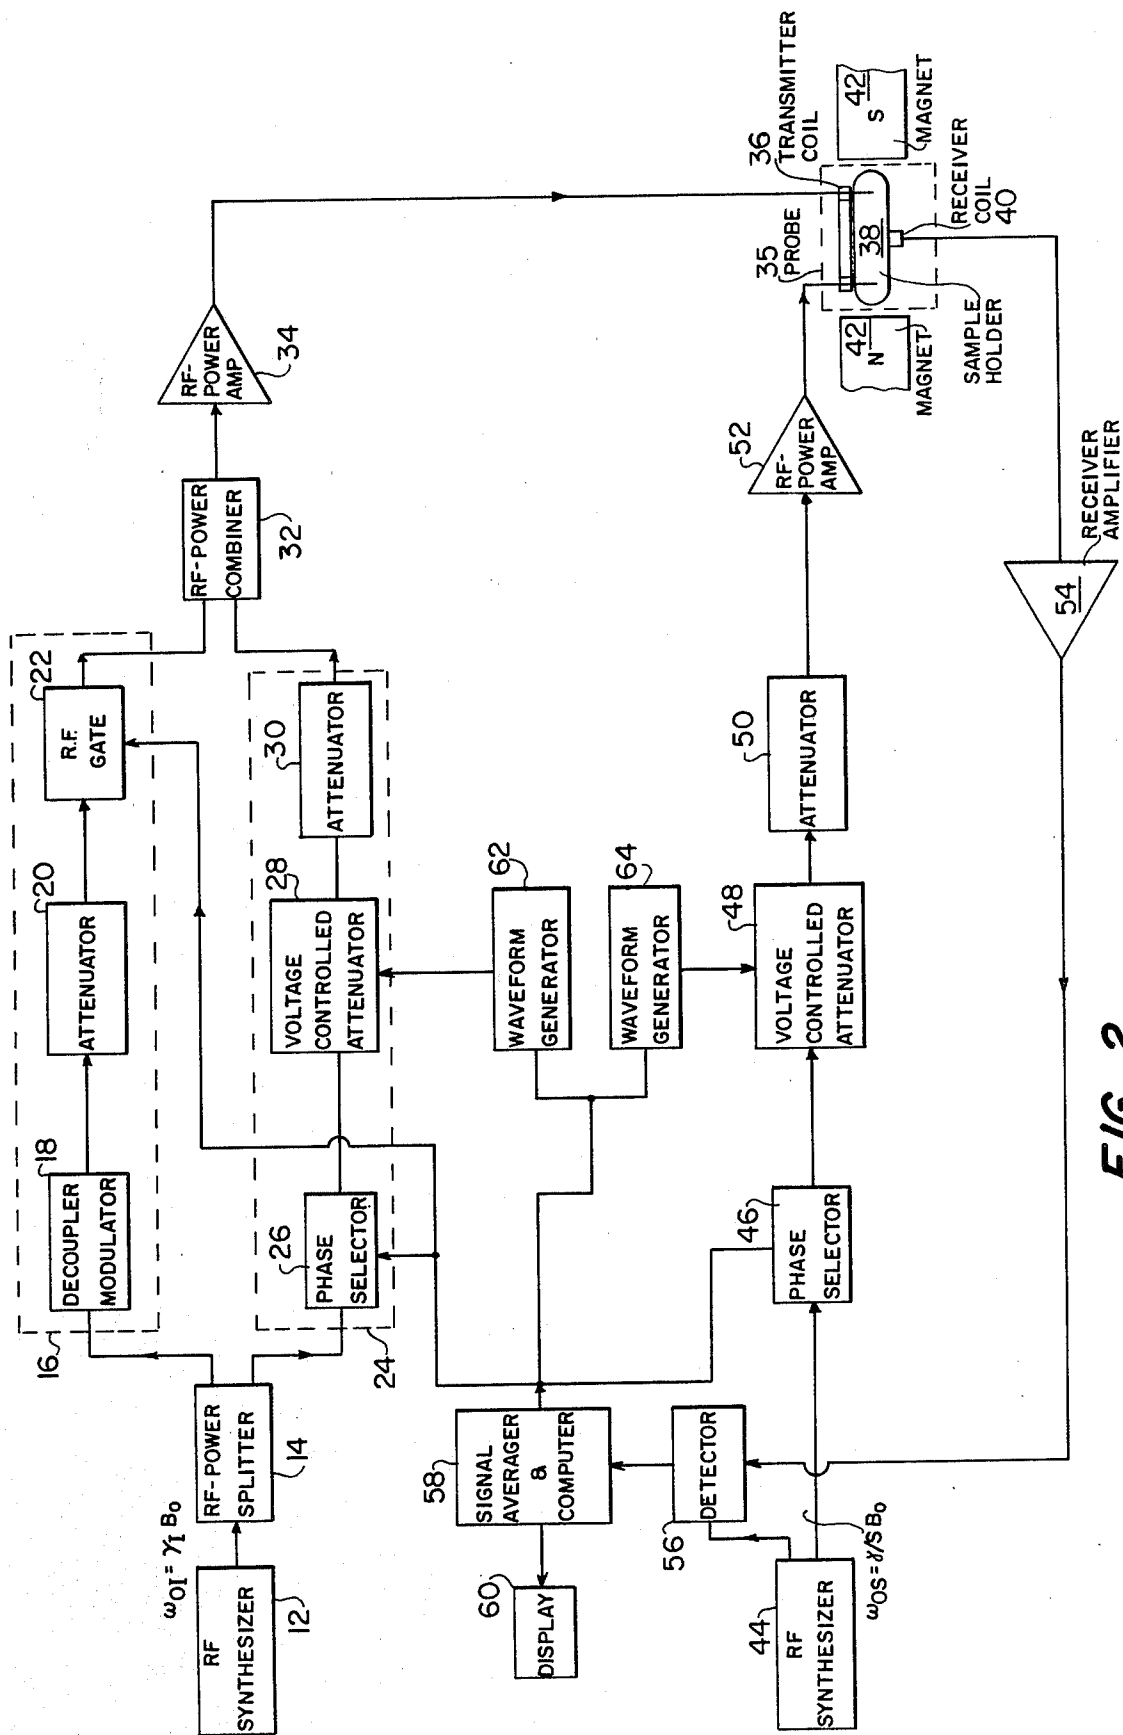 16
DECOUPLER
MODULATOR
18
ATTENUATOR
20
R.F.
GATE
22
RF
SYNTHESIZER
12
ω0I = γI B0
RF-POWER
SPLITTER
14
24
26
PHASE
SELECTOR
VOLTAGE
CONTROLLED
ATTENUATOR
28
ATTENUATOR
30
RF-POWER
COMBINER
32
RF-
POWER
AMP
34
60
DISPLAY
58
SIGNAL
AVERAGER
&
COMPUTER
WAVEFORM
GENERATOR
62
WAVEFORM
GENERATOR
64
56
DETECTOR
44
RF
SYNTHESIZER
ω0S = γ/S B0
46
PHASE
SELECTOR
48
VOLTAGE
CONTROLLED
ATTENUATOR
50
ATTENUATOR
52
RF-
POWER
AMP
35
PROBE
36
TRANSMITTER
COIL
42
N
MAGNET
38
SAMPLE
HOLDER
42
S
MAGNET
RECEIVER
COIL
40
54
RECEIVER
AMPLIFIER
FIG. 2